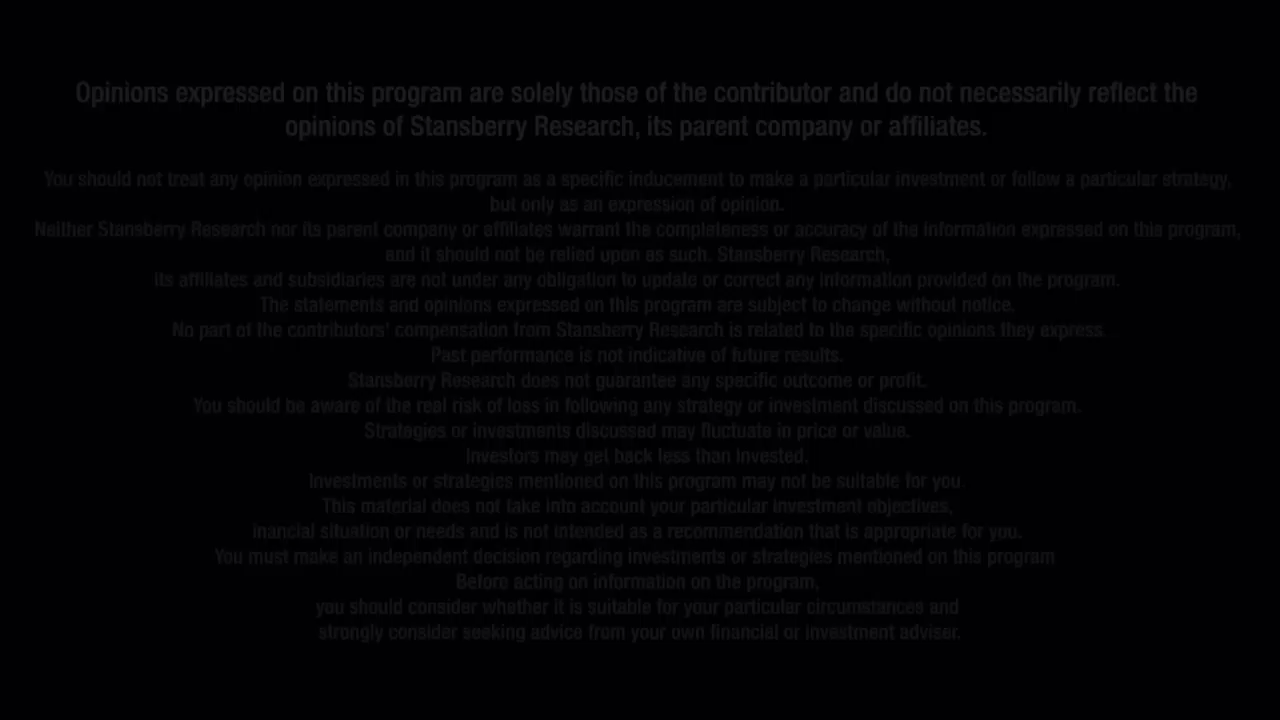 Opinions expressed on this program are solely those of the contributor and do not necessarily reflect the
opinions of Stansberry Research, its parent company or affiliates.
You should not treat any opinion expressed in this program as a specific inducement to make a particular investment or follow a particular strategy,
but only as an expression of opinion.
Neither Stansberry Research nor its parent company or affiliates warrant the completeness or accuracy of the information expressed on this program,
and it should not be relied upon as such. Stansberry Research,
its affiliates and subsidiaries are not under any obligation to update or correct any information provided on the program.
The statements and opinions expressed on this program are subject to change without notice.
No part of the contributors' compensation from Stansberry Research is related to the specific opinions they express.
Past performance is not indicative of future results.
Stansberry Research does not guarantee any specific outcome or profit.
You should be aware of the real risk of loss in following any strategy or investment discussed on this program.
Strategies or investments discussed may fluctuate in price or value.
Investors may get back less than invested.
Investments or strategies mentioned on this program may not be suitable for you.
This material does not take into account your particular investment objectives,
inancial situation or needs and is not intended as a recommendation that is appropriate for you.
You must make an independent decision regarding investments or strategies mentioned on this program
Before acting on information on the program,
you should consider whether it is suitable for your particular circumstances and
strongly consider seeking advice from your own financial or investment adviser.